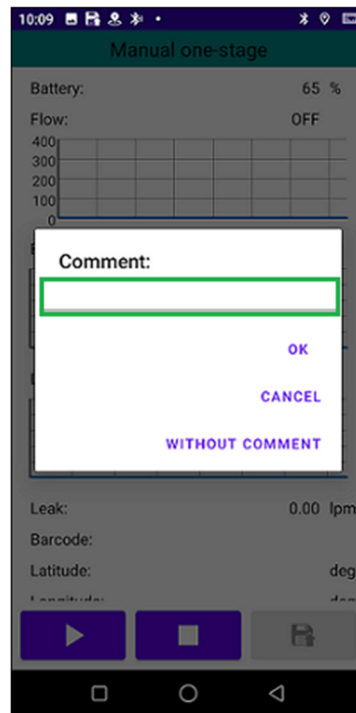 10:09
Manual one-stage
Battery: 65 %
Flow: OFF
400
300
200
100
0
Comment:
OK
CANCEL
WITHOUT COMMENT
Leak: 0.00 lpm
Barcode:
Latitude: deg